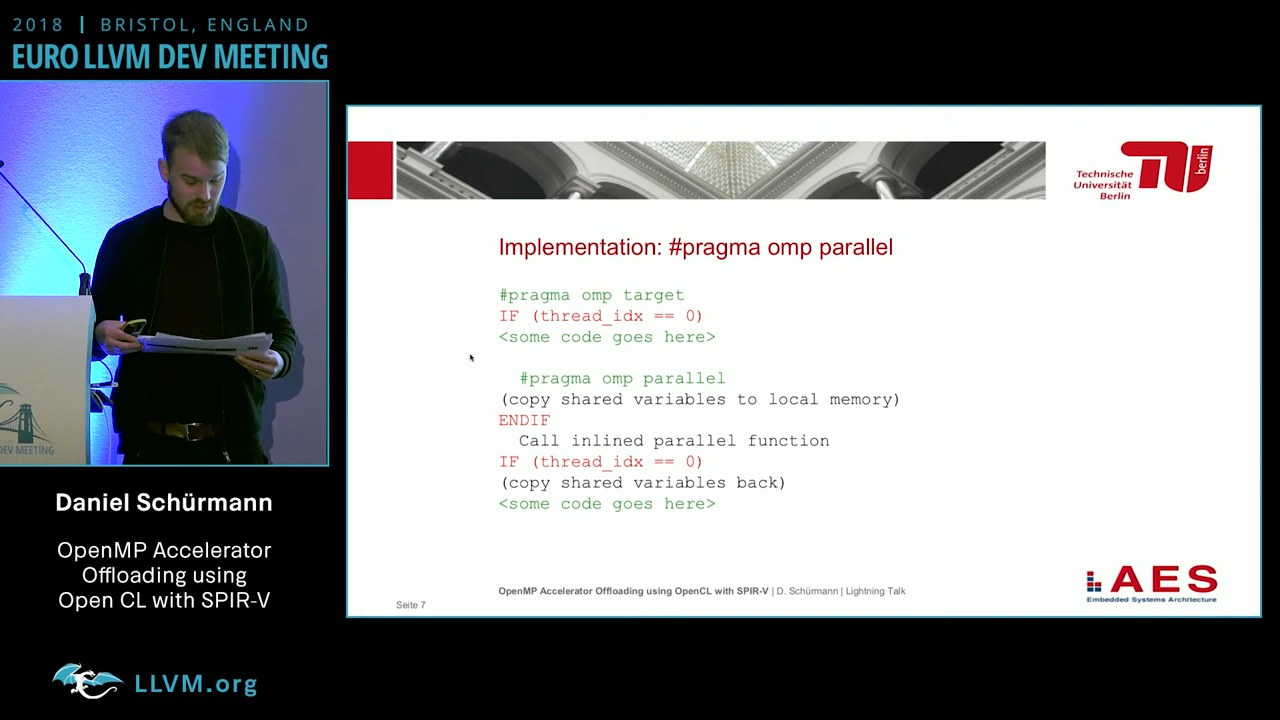 2018 | BRISTOL, ENGLAND
EURO LLVM DEV MEETING
DEV MEETING
Daniel Schürmann
OpenMP Accelerator
Offloading using
Open CL with SPIR-V
LLVM.org
Technische
Universität
Berlin
berlin
Implementation: #pragma omp parallel
#pragma omp target
IF (thread_idx == 0)
<some code goes here>
#pragma omp parallel
(copy shared variables to local memory)
ENDIF
Call inlined parallel function
IF (thread_idx == 0)
(copy shared variables back)
<some code goes here>
OpenMP Accelerator Offloading using OpenCL with SPIR-V | D. Schürmann | Lightning Talk
Seite 7
AES
Embedded Systems Architecture